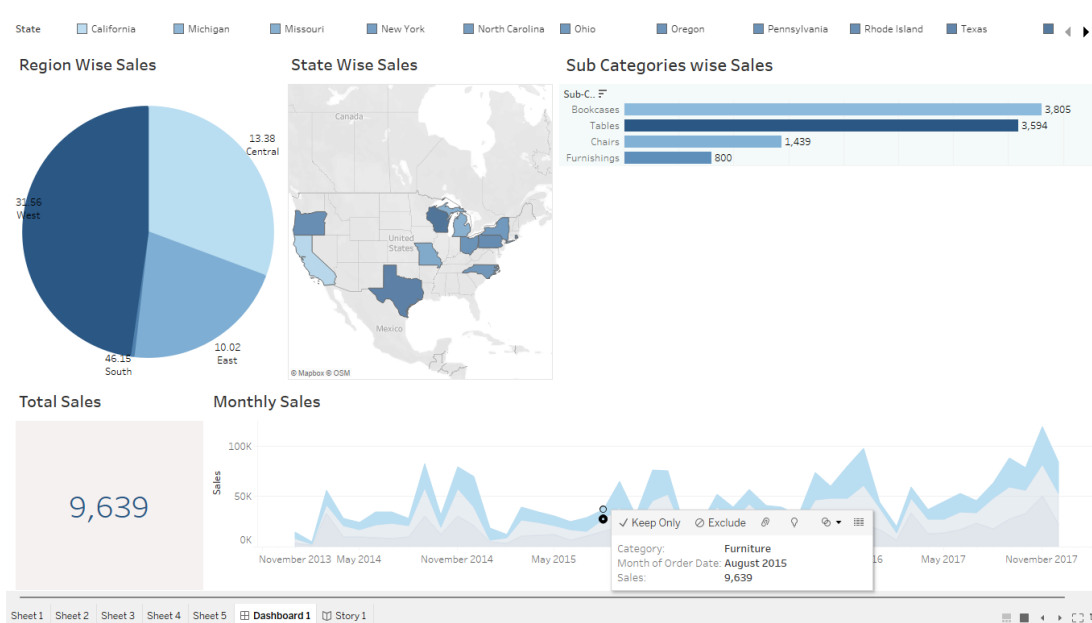 State California Michigan Missouri New York North Carolina Ohio Oregon Pennsylvania Rhode Island Texas
Region Wise Sales
State Wise Sales
Sub Categories wise Sales
13.38
Central
31.56
West
10.02
East
46.15
South
Canada
United
States
Mexico
© Mapbox © OSM
Sub-C..
Bookcases 3,805
Tables 3,594
Chairs 1,439
Furnishings 800
Total Sales
9,639
Monthly Sales
Sales
100K
50K
0K
November 2013 May 2014 November 2014 May 2015 16 May 2017 November 2017
Keep Only Exclude
Category: Furniture
Month of Order Date: August 2015
Sales: 9,639
Sheet 1 Sheet 2 Sheet 3 Sheet 4 Sheet 5 Dashboard 1 Story 1